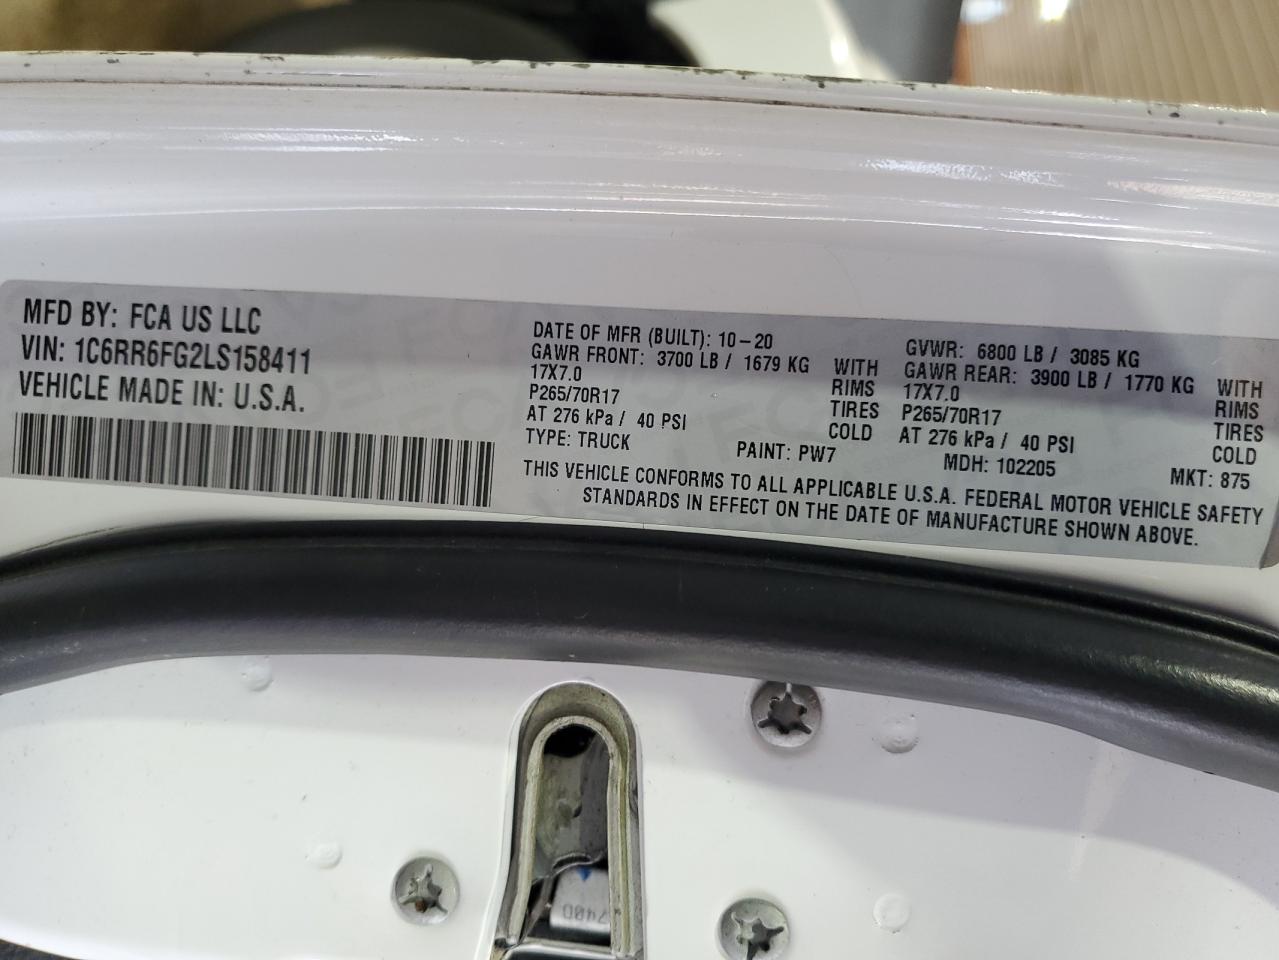 MFD BY: FCA US LLC
VIN: 1C6RR6FG2LS158411
VEHICLE MADE IN: U.S.A.
DATE OF MFR (BUILT): 10-20
GAWR FRONT: 3700 LB / 1679 KG WITH
17X7.0 RIMS
P265/70R17 TIRES
AT 276 kPa / 40 PSI COLD
TYPE: TRUCK
PAINT: PW7
GVWR: 6800 LB / 3085 KG
GAWR REAR: 3900 LB / 1770 KG WITH
17X7.0 RIMS
P265/70R17 TIRES
AT 276 kPa / 40 PSI COLD
MDH: 102205
MKT: 875
THIS VEHICLE CONFORMS TO ALL APPLICABLE U.S.A. FEDERAL MOTOR VEHICLE SAFETY
STANDARDS IN EFFECT ON THE DATE OF MANUFACTURE SHOWN ABOVE.